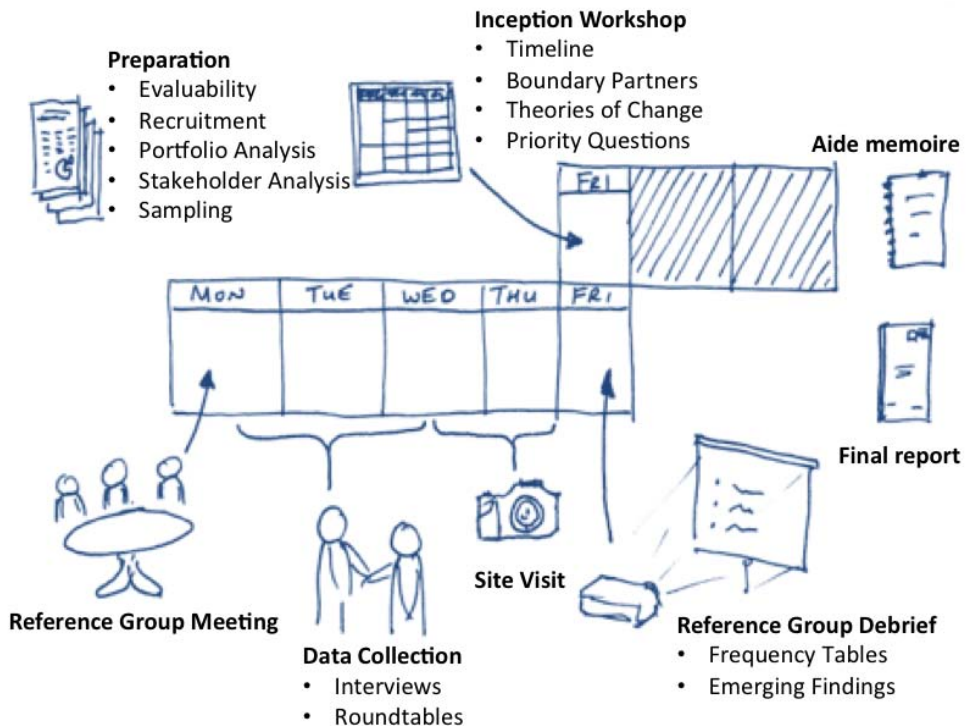 Preparation
• Evaluability
• Recruitment
• Portfolio Analysis
• Stakeholder Analysis
• Sampling
Inception Workshop
• Timeline
• Boundary Partners
• Theories of Change
• Priority Questions
Aide memoire
FRI
MON TUE WED THU FRI
Final report
Reference Group Meeting
Data Collection
• Interviews
• Roundtables
Site Visit
Reference Group Debrief
• Frequency Tables
• Emerging Findings